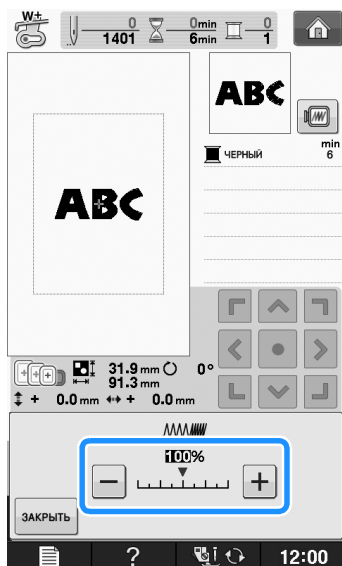 W±
0 0min 0
1401 6min 1
ABC
min
ЧЕРНЫЙ 6
ABC
31.9 mm 0°
91.3 mm
+ 0.0 mm + 0.0 mm
100%
− +
ЗАКРЫТЬ
? 12:00